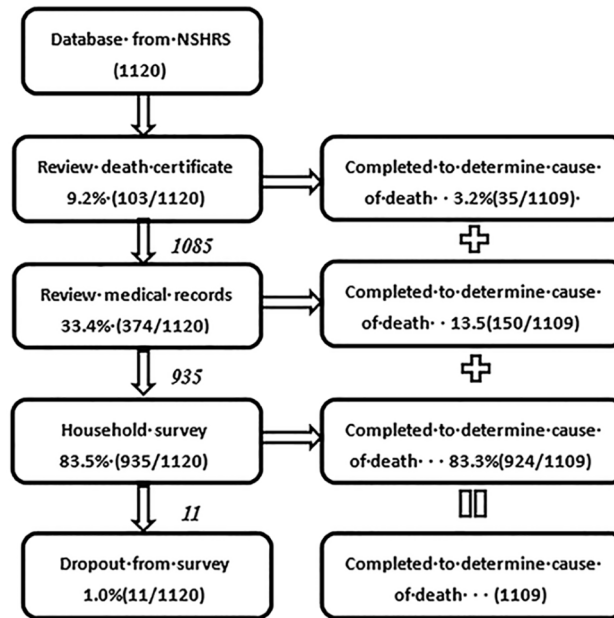 Database· from·NSHRS
(1120)
Review· death· certificate
9.2%·(103/1120)
Completed·to·determine·cause·
of·death· · 3.2%(35/1109)·
1085
Review· medical· records
33.4%·(374/1120)
Completed·to·determine·cause·
of·death· · 13.5(150/1109)
935
Household·survey
83.5%·(935/1120)
Completed·to·determine·cause·
of·death· · · 83.3%(924/1109)
11
Dropout·from·survey
1.0%(11/1120)
Completed·to·determine·cause·
of·death· · · (1109)